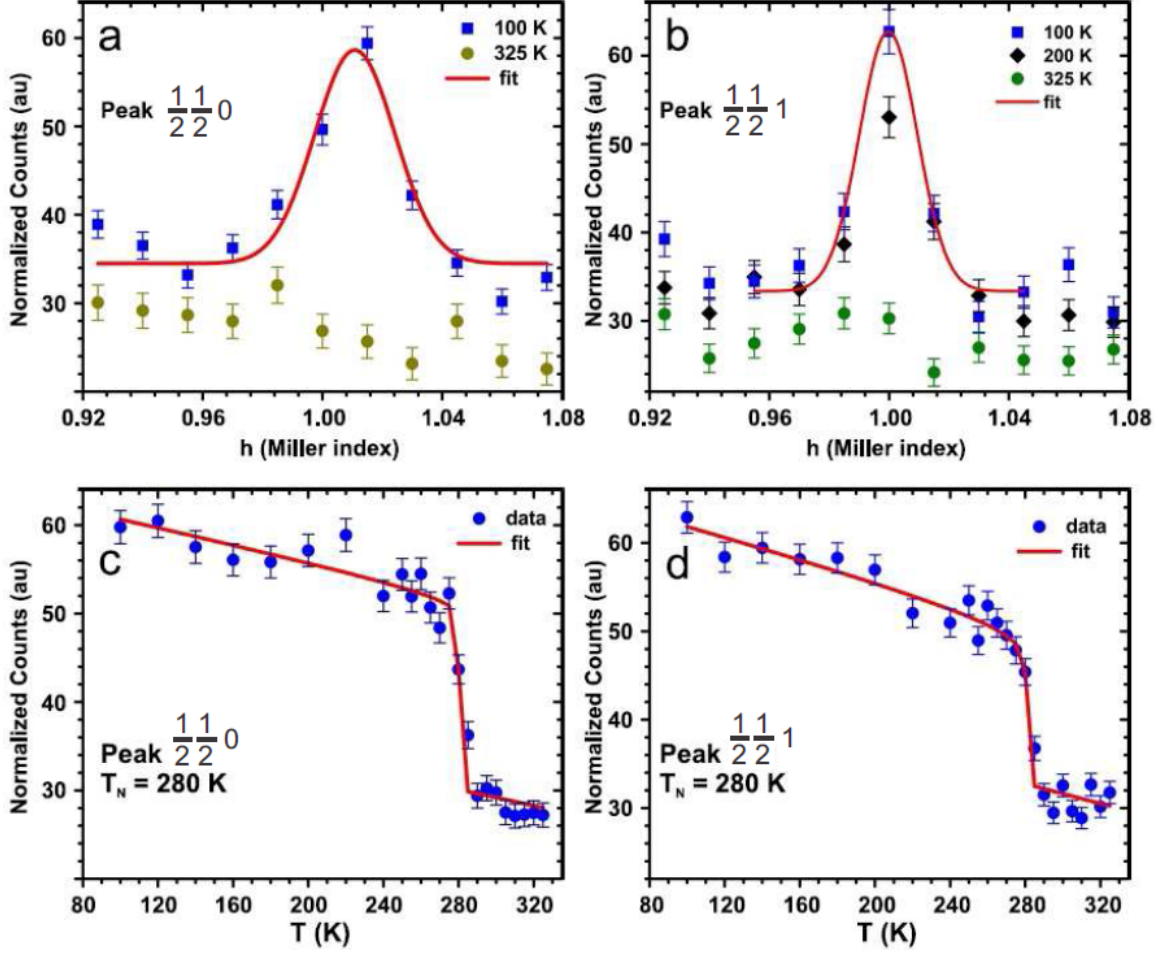 a
100 K
325 K
fit
Peak 1/2 1/2 0
Normalized Counts (au)
60
50
40
30
0.92 0.96 1.00 1.04 1.08
h (Miller index)
b
100 K
200 K
325 K
fit
Peak 1/2 1/2 1
Normalized Counts (au)
60
50
40
30
0.92 0.96 1.00 1.04 1.08
h (Miller index)
c
data
fit
Peak 1/2 1/2 0
T_N = 280 K
Normalized Counts (au)
60
50
40
30
80 120 160 200 240 280 320
T (K)
d
data
fit
Peak 1/2 1/2 1
T_N = 280 K
Normalized Counts (au)
60
50
40
30
80 120 160 200 240 280 320
T (K)